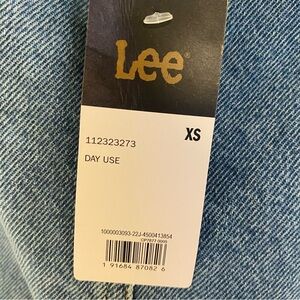 Lee®
XS
112323273
DAY USE
1000003093-22J-4500413854
1 91684 87082 6